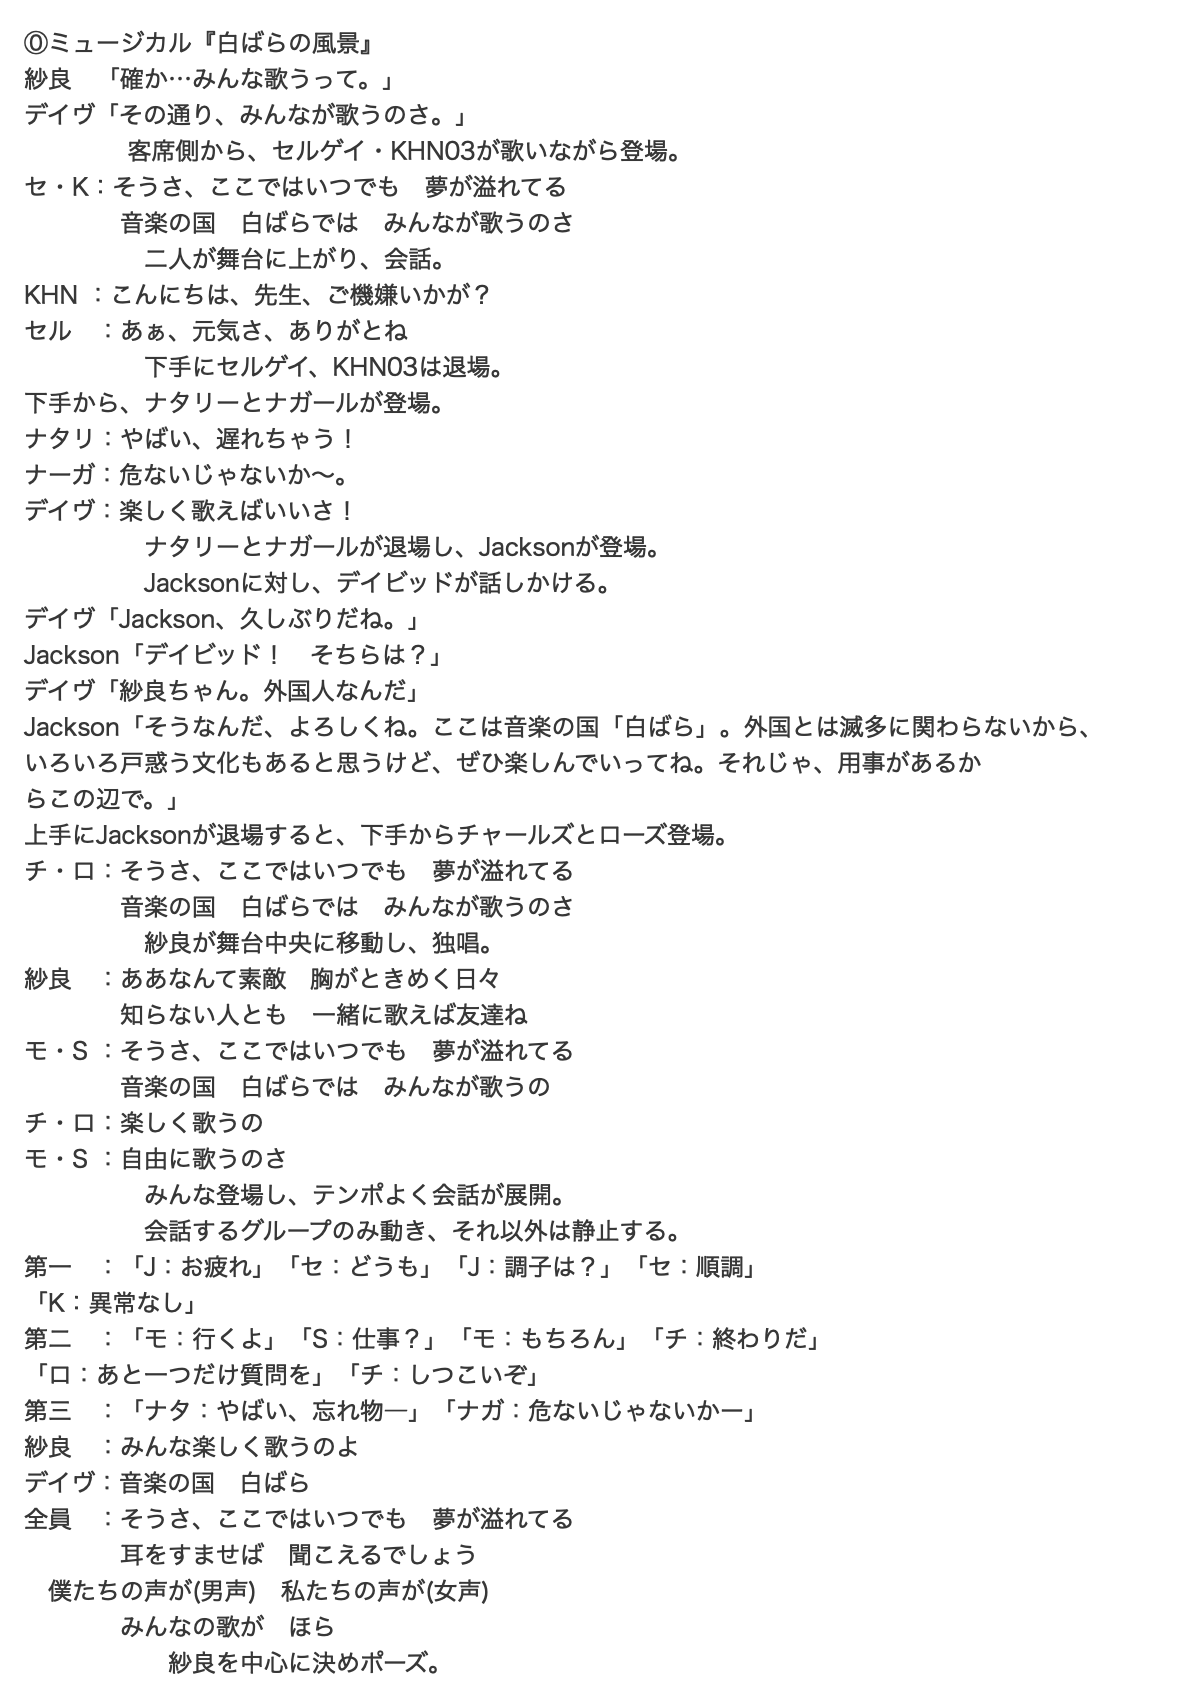 ⓪ミュージカル『白ばらの風景』
紗良　「確か…みんな歌うって。」
デイヴ「その通り、みんなが歌うのさ。」
客席側から、セルゲイ・KHN03が歌いながら登場。
セ・K：そうさ、ここではいつでも　夢が溢れてる
音楽の国　白ばらでは　みんなが歌うのさ
二人が舞台に上がり、会話。
KHN ：こんにちは、先生、ご機嫌いかが？
セル　：あぁ、元気さ、ありがとね
下手にセルゲイ、KHN03は退場。
下手から、ナタリーとナガールが登場。
ナタリ：やばい、遅れちゃう！
ナーガ：危ないじゃないか〜。
デイヴ：楽しく歌えばいいさ！
ナタリーとナガールが退場し、Jacksonが登場。
Jacksonに対し、デイビッドが話しかける。
デイヴ「Jackson、久しぶりだね。」
Jackson「デイビッド！　そちらは？」
デイヴ「紗良ちゃん。外国人なんだ」
Jackson「そうなんだ、よろしくね。ここは音楽の国「白ばら」。外国とは滅多に関わらないから、
いろいろ戸惑う文化もあると思うけど、ぜひ楽しんでいってね。それじゃ、用事があるか
らこの辺で。」
上手にJacksonが退場すると、下手からチャールズとローズ登場。
チ・ロ：そうさ、ここではいつでも　夢が溢れてる
音楽の国　白ばらでは　みんなが歌うのさ
紗良が舞台中央に移動し、独唱。
紗良　：ああなんて素敵　胸がときめく日々
知らない人とも　一緒に歌えば友達ね
モ・S ：そうさ、ここではいつでも　夢が溢れてる
音楽の国　白ばらでは　みんなが歌うの
チ・ロ：楽しく歌うの
モ・S ：自由に歌うのさ
みんな登場し、テンポよく会話が展開。
会話するグループのみ動き、それ以外は静止する。
第一　：「J：お疲れ」「セ：どうも」「J：調子は？」「セ：順調」
「K：異常なし」
第二　：「モ：行くよ」「S：仕事？」「モ：もちろん」「チ：終わりだ」
「ロ：あと一つだけ質問を」「チ：しつこいぞ」
第三　：「ナタ：やばい、忘れ物―」「ナガ：危ないじゃないかー」
紗良　：みんな楽しく歌うのよ
デイヴ：音楽の国　白ばら
全員　：そうさ、ここではいつでも　夢が溢れてる
耳をすませば　聞こえるでしょう
僕たちの声が(男声)　私たちの声が(女声)
みんなの歌が　ほら
紗良を中心に決めポーズ。